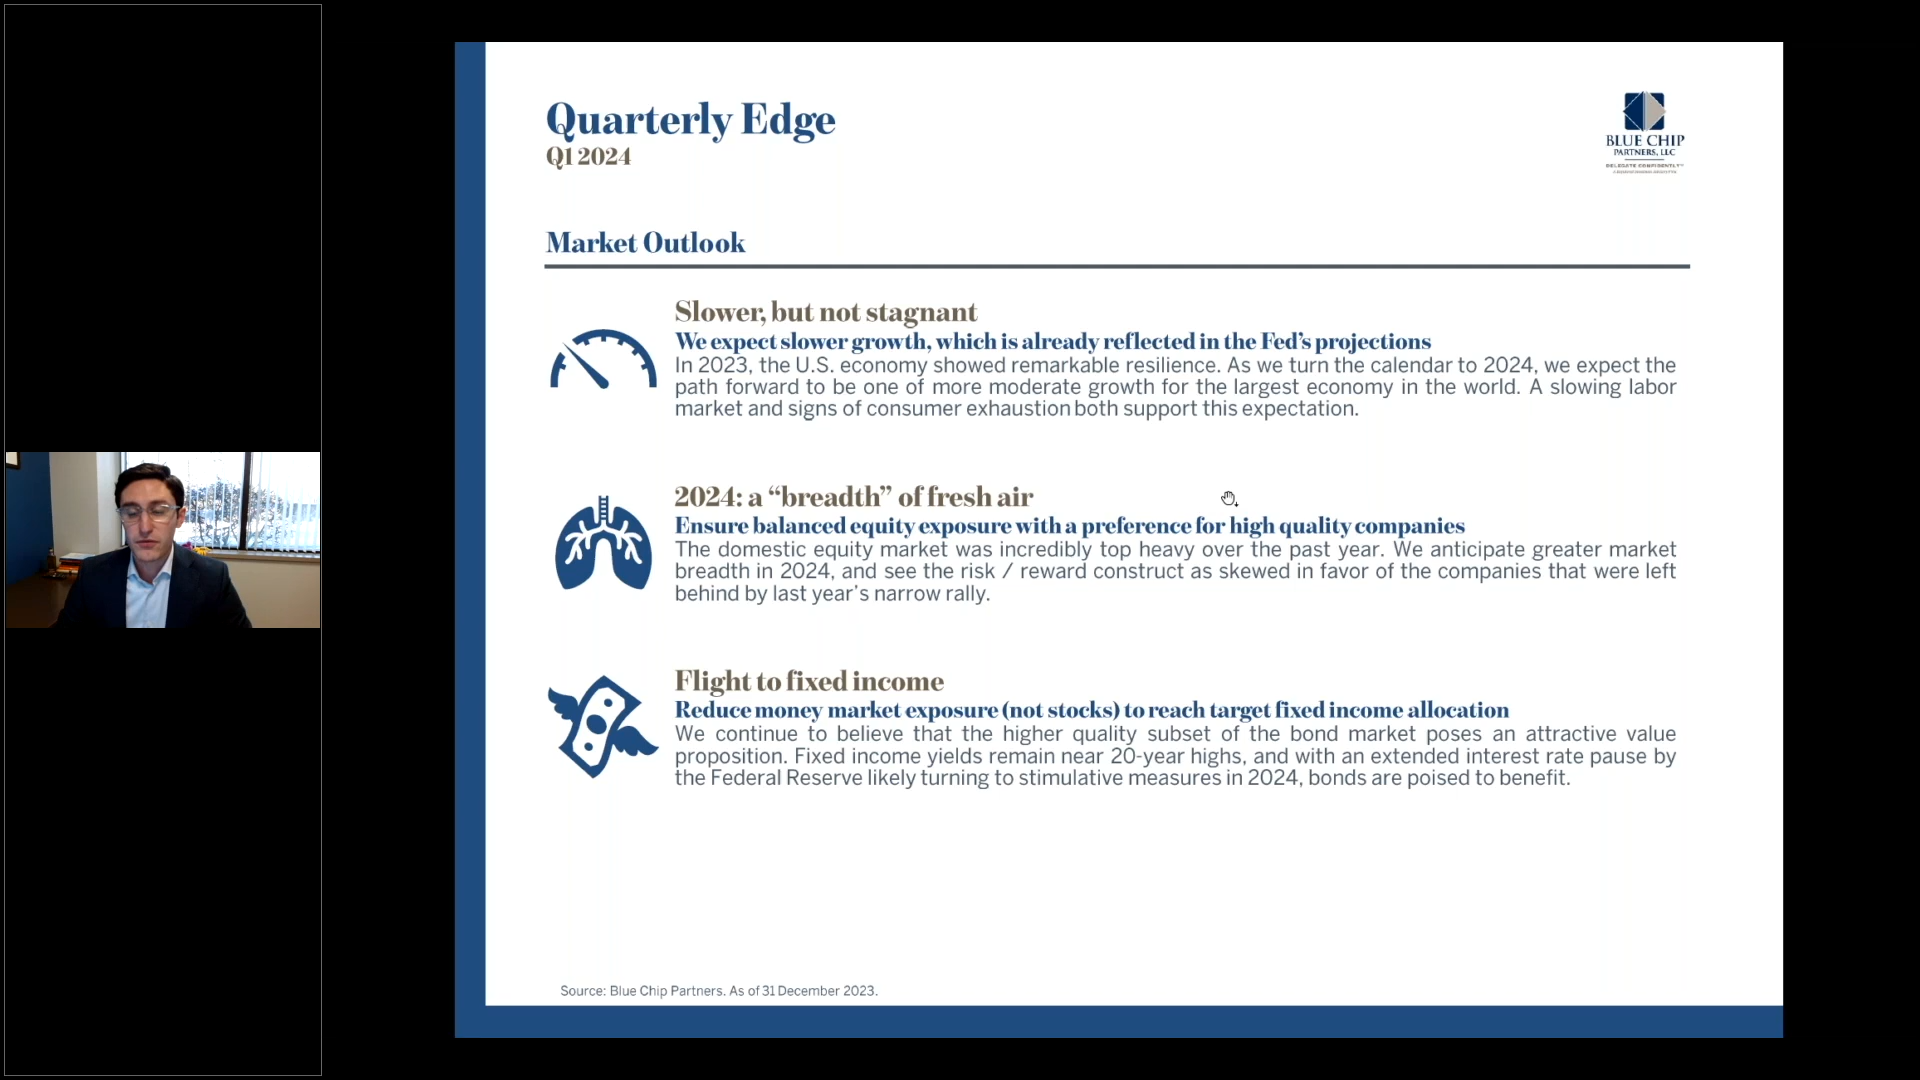 Quarterly Edge
Q1 2024
BLUE CHIP
PARTNERS, LLC
DELEGATE CONFIDENTLY™
Market Outlook
Slower, but not stagnant
We expect slower growth, which is already reflected in the Fed's projections
In 2023, the U.S. economy showed remarkable resilience. As we turn the calendar to 2024, we expect the
path forward to be one of more moderate growth for the largest economy in the world. A slowing labor
market and signs of consumer exhaustion both support this expectation.
2024: a “breadth” of fresh air
Ensure balanced equity exposure with a preference for high quality companies
The domestic equity market was incredibly top heavy over the past year. We anticipate greater market
breadth in 2024, and see the risk / reward construct as skewed in favor of the companies that were left
behind by last year's narrow rally.
Flight to fixed income
Reduce money market exposure (not stocks) to reach target fixed income allocation
We continue to believe that the higher quality subset of the bond market poses an attractive value
proposition. Fixed income yields remain near 20-year highs, and with an extended interest rate pause by
the Federal Reserve likely turning to stimulative measures in 2024, bonds are poised to benefit.
Source: Blue Chip Partners. As of 31 December 2023.